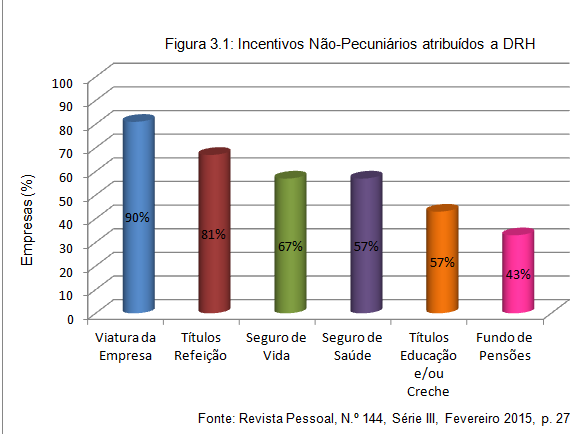 Figura 3.1: Incentivos Não-Pecuniários atribuídos a DRH
Empresas (%)
100
90
80
70
60
50
40
30
20
10
0
90%
81%
67%
57%
57%
43%
Viatura da
Empresa
Títulos
Refeição
Seguro de
Vida
Seguro de
Saúde
Títulos
Educação
e/ou
Creche
Fundo de
Pensões
Fonte: Revista Pessoal, N.º 144, Série III, Fevereiro 2015, p. 27